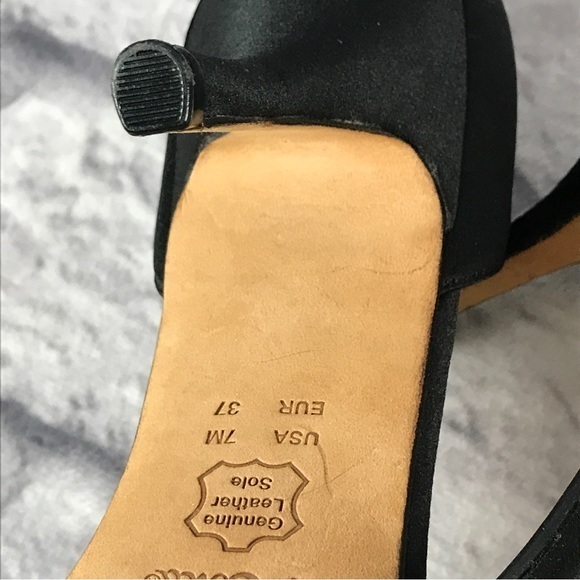 ®
Genuine
Leather
Sole
USA 7M
EUR 37